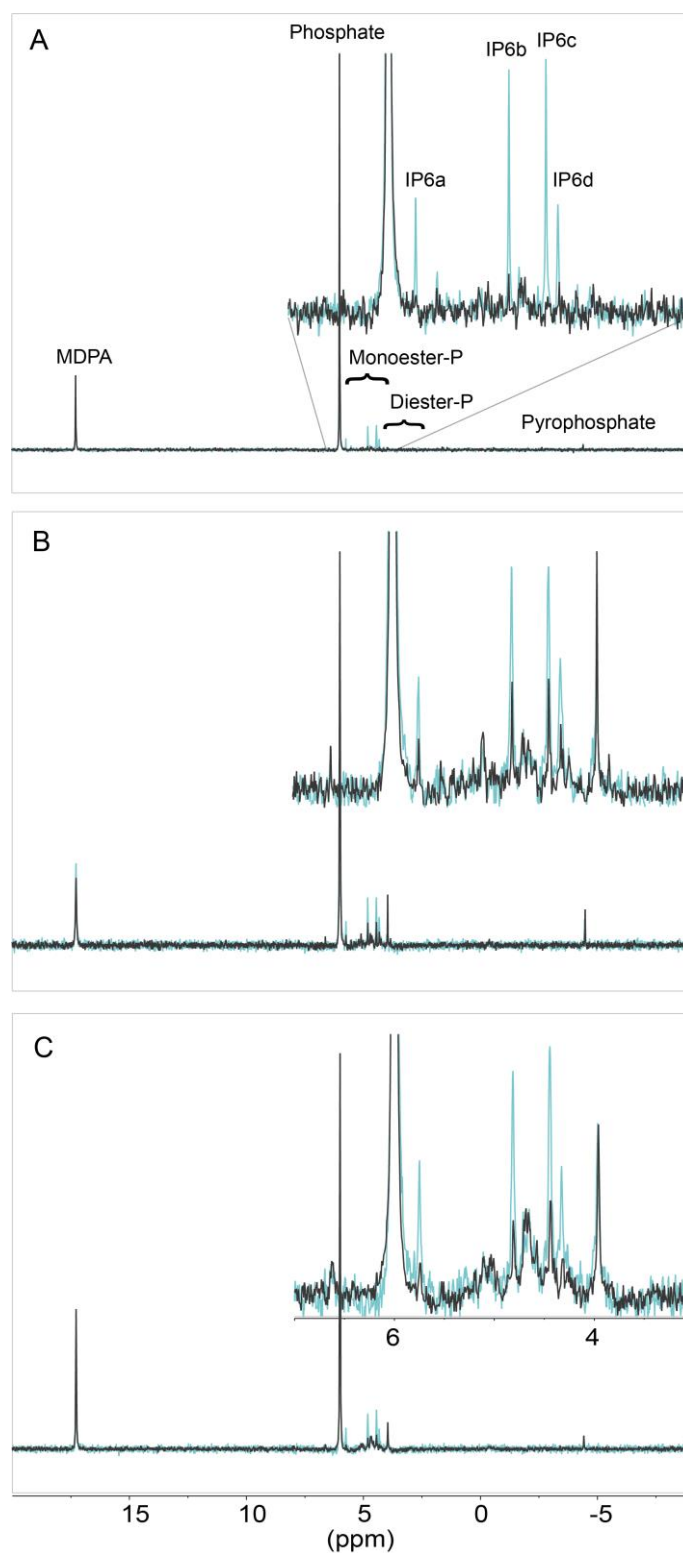 A
Phosphate
IP6b
IP6c
IP6a
IP6d
MDPA
Monoester-P
Diester-P
Pyrophosphate
B
C
6 4
15 10 5 0 -5
(ppm)